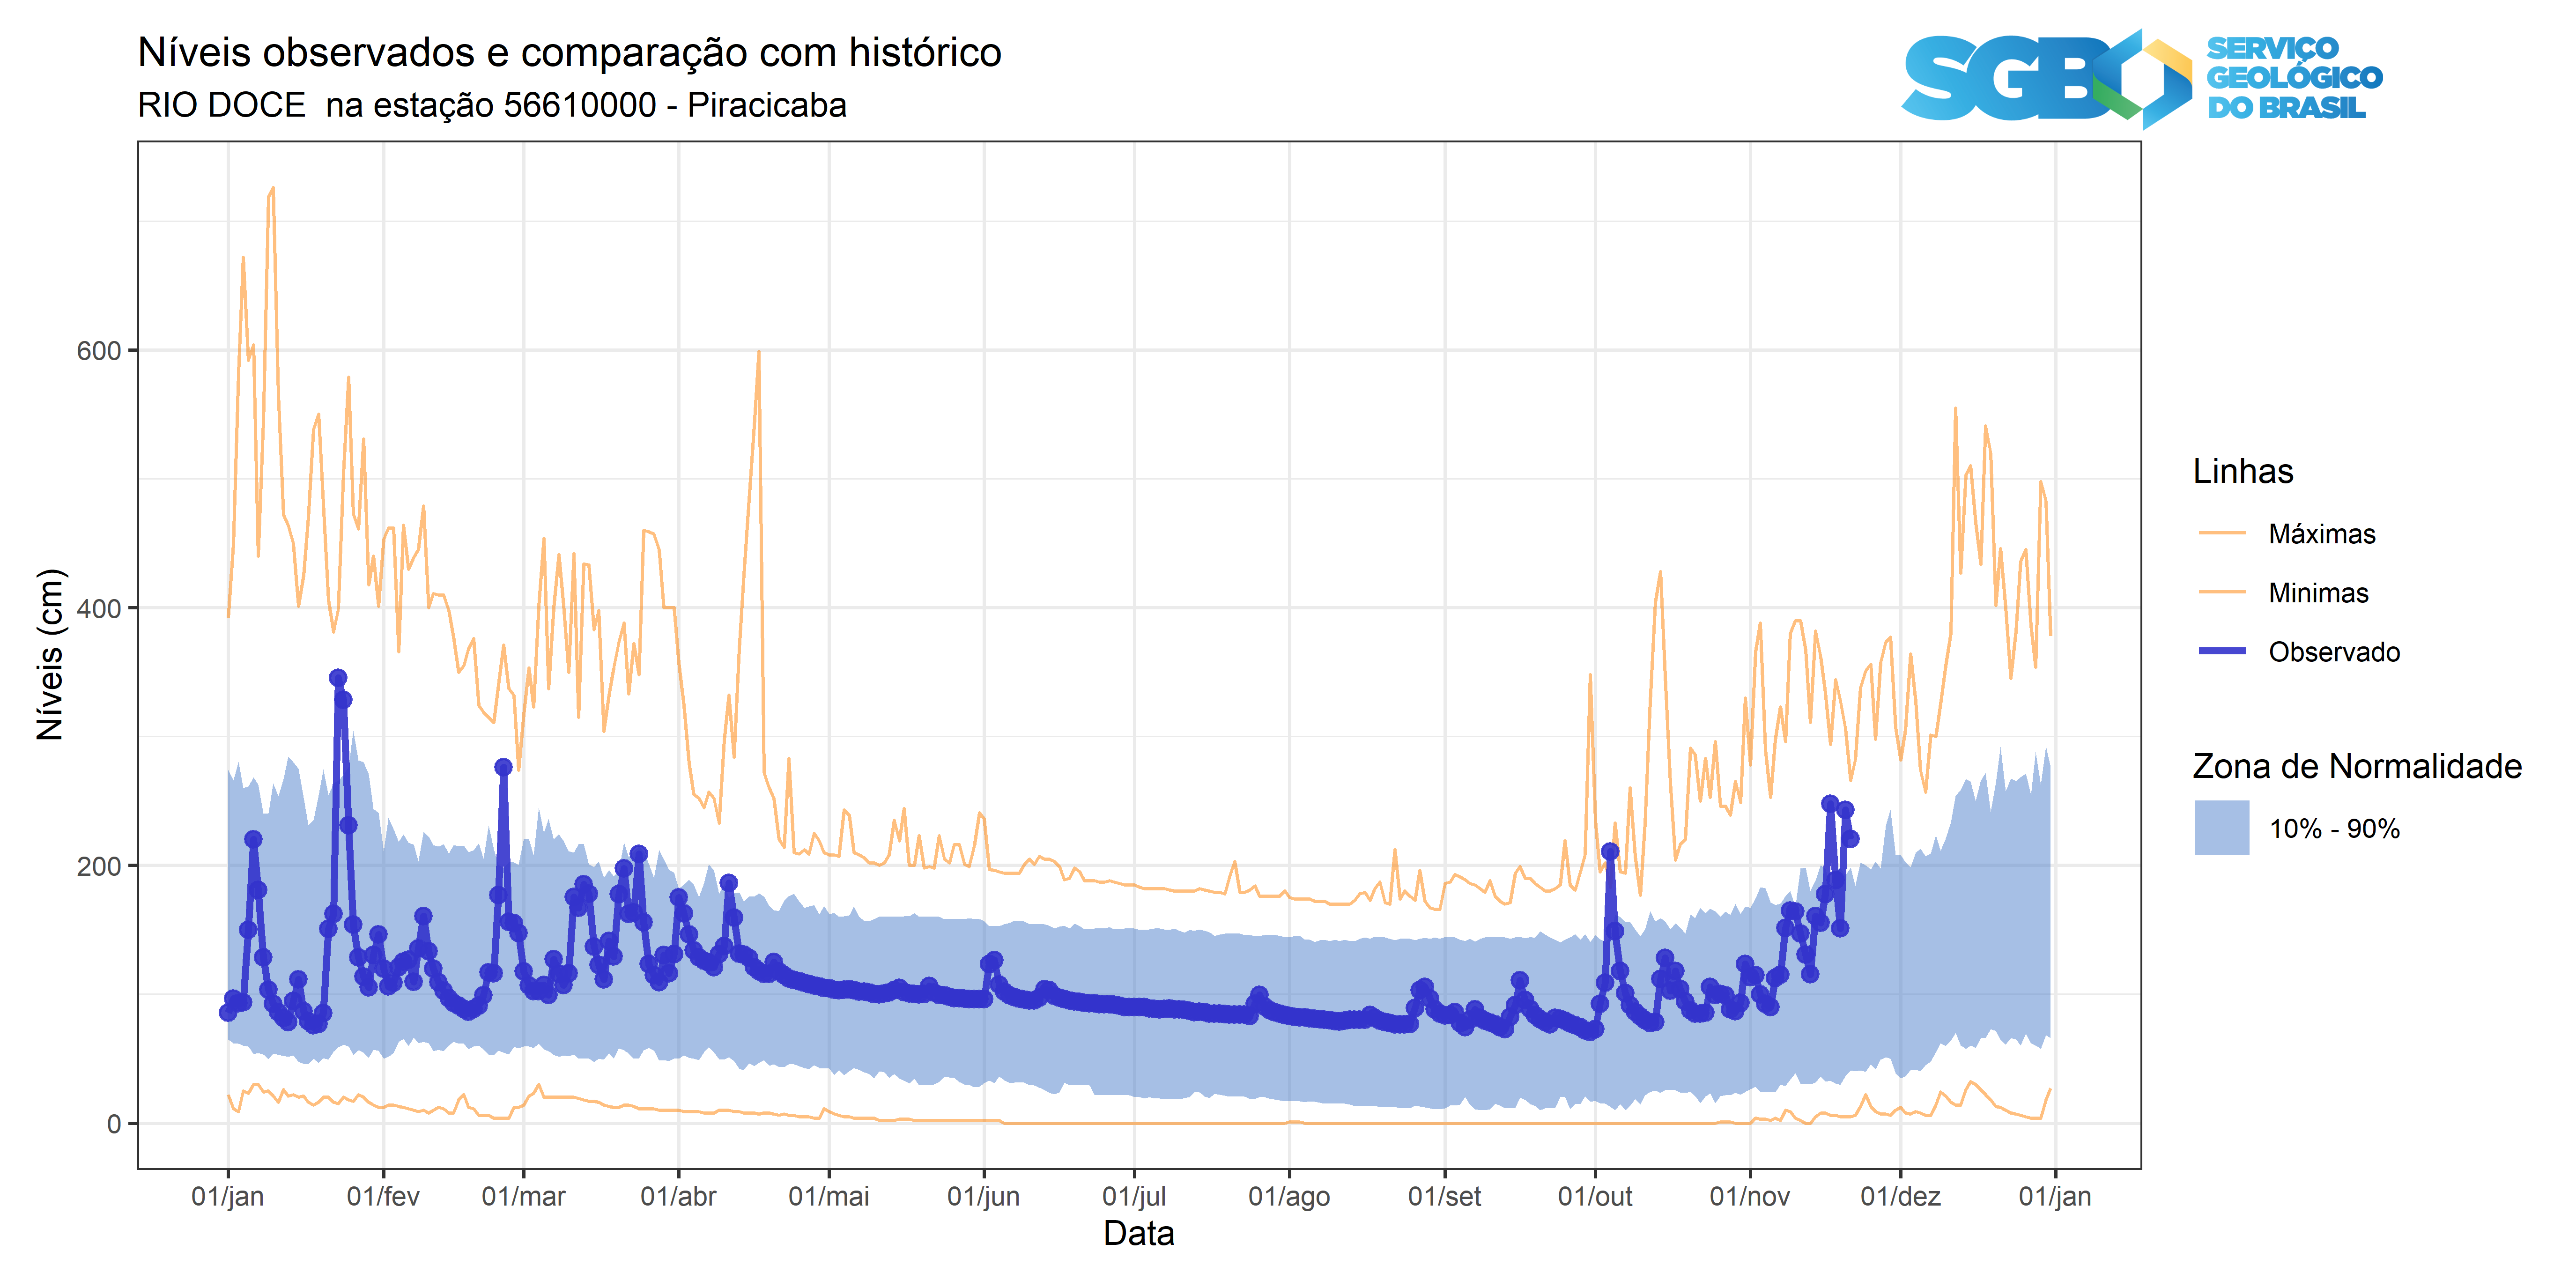 Níveis observados e comparação com histórico
RIO DOCE  na estação 56610000 - Piracicaba
SGB
SERVIÇO
GEOLÓGICO
DO BRASIL
Níveis (cm)
600
400
200
0
01/jan
01/fev
01/mar
01/abr
01/mai
01/jun
01/jul
01/ago
01/set
01/out
01/nov
01/dez
01/jan
Data
Linhas
Máximas
Minimas
Observado
Zona de Normalidade
10% - 90%